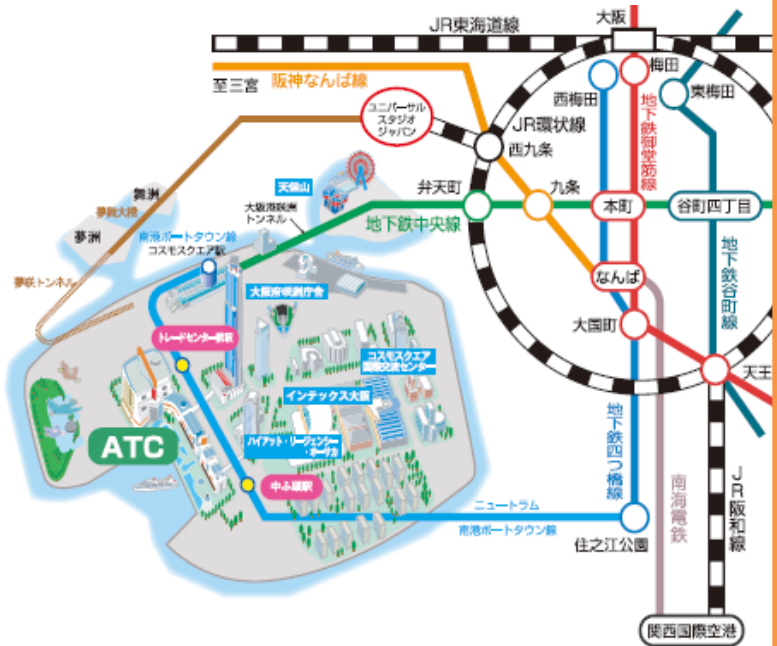 JR東海道線
大阪
至三宮
阪神なんば線
梅田
西梅田
東梅田
ユニバーサル
スタジオ
ジャパン
JR環状線
西九条
地下鉄御堂筋線
舞洲
天保山
弁天町
九条
本町
谷町四丁目
夢舞大橋
大阪港咲洲
トンネル
地下鉄中央線
夢洲
南港ポートタウン線
コスモスクエア駅
地下鉄谷町線
夢咲トンネル
なんば
大阪府咲洲庁舎
大国町
トレードセンター前駅
コスモスクエア
国際交流センター
天王
インテックス大阪
地下鉄四つ橋線
ATC
ハイアット・リージェンシー
・オーサカ
中ふ頭駅
南海電鉄
JR阪和線
ニュートラム
南港ポートタウン線
住之江公園
関西国際空港